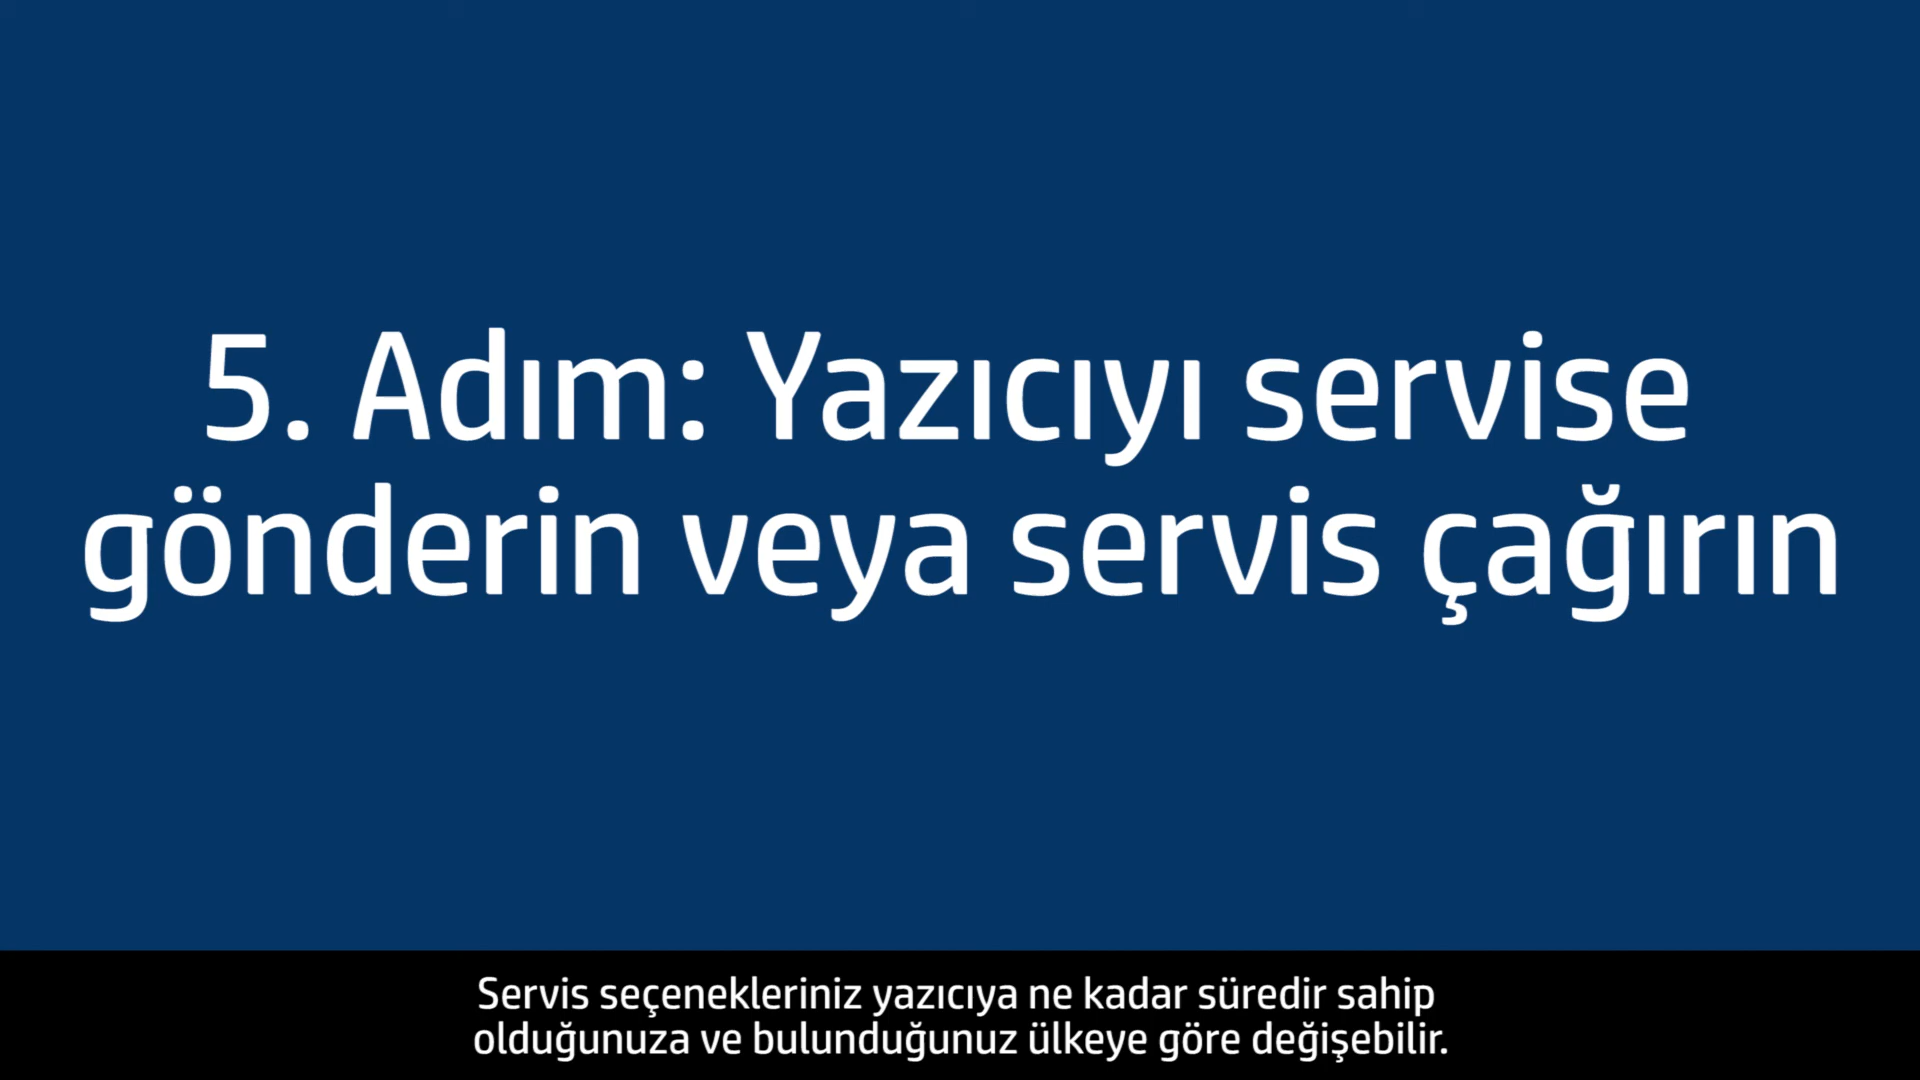 5. Adım: Yazıcıyı servise
gönderin veya servis çağırın
Servis seçenekleriniz yazıcıya ne kadar süredir sahip
olduğunuza ve bulunduğunuz ülkeye göre değişebilir.